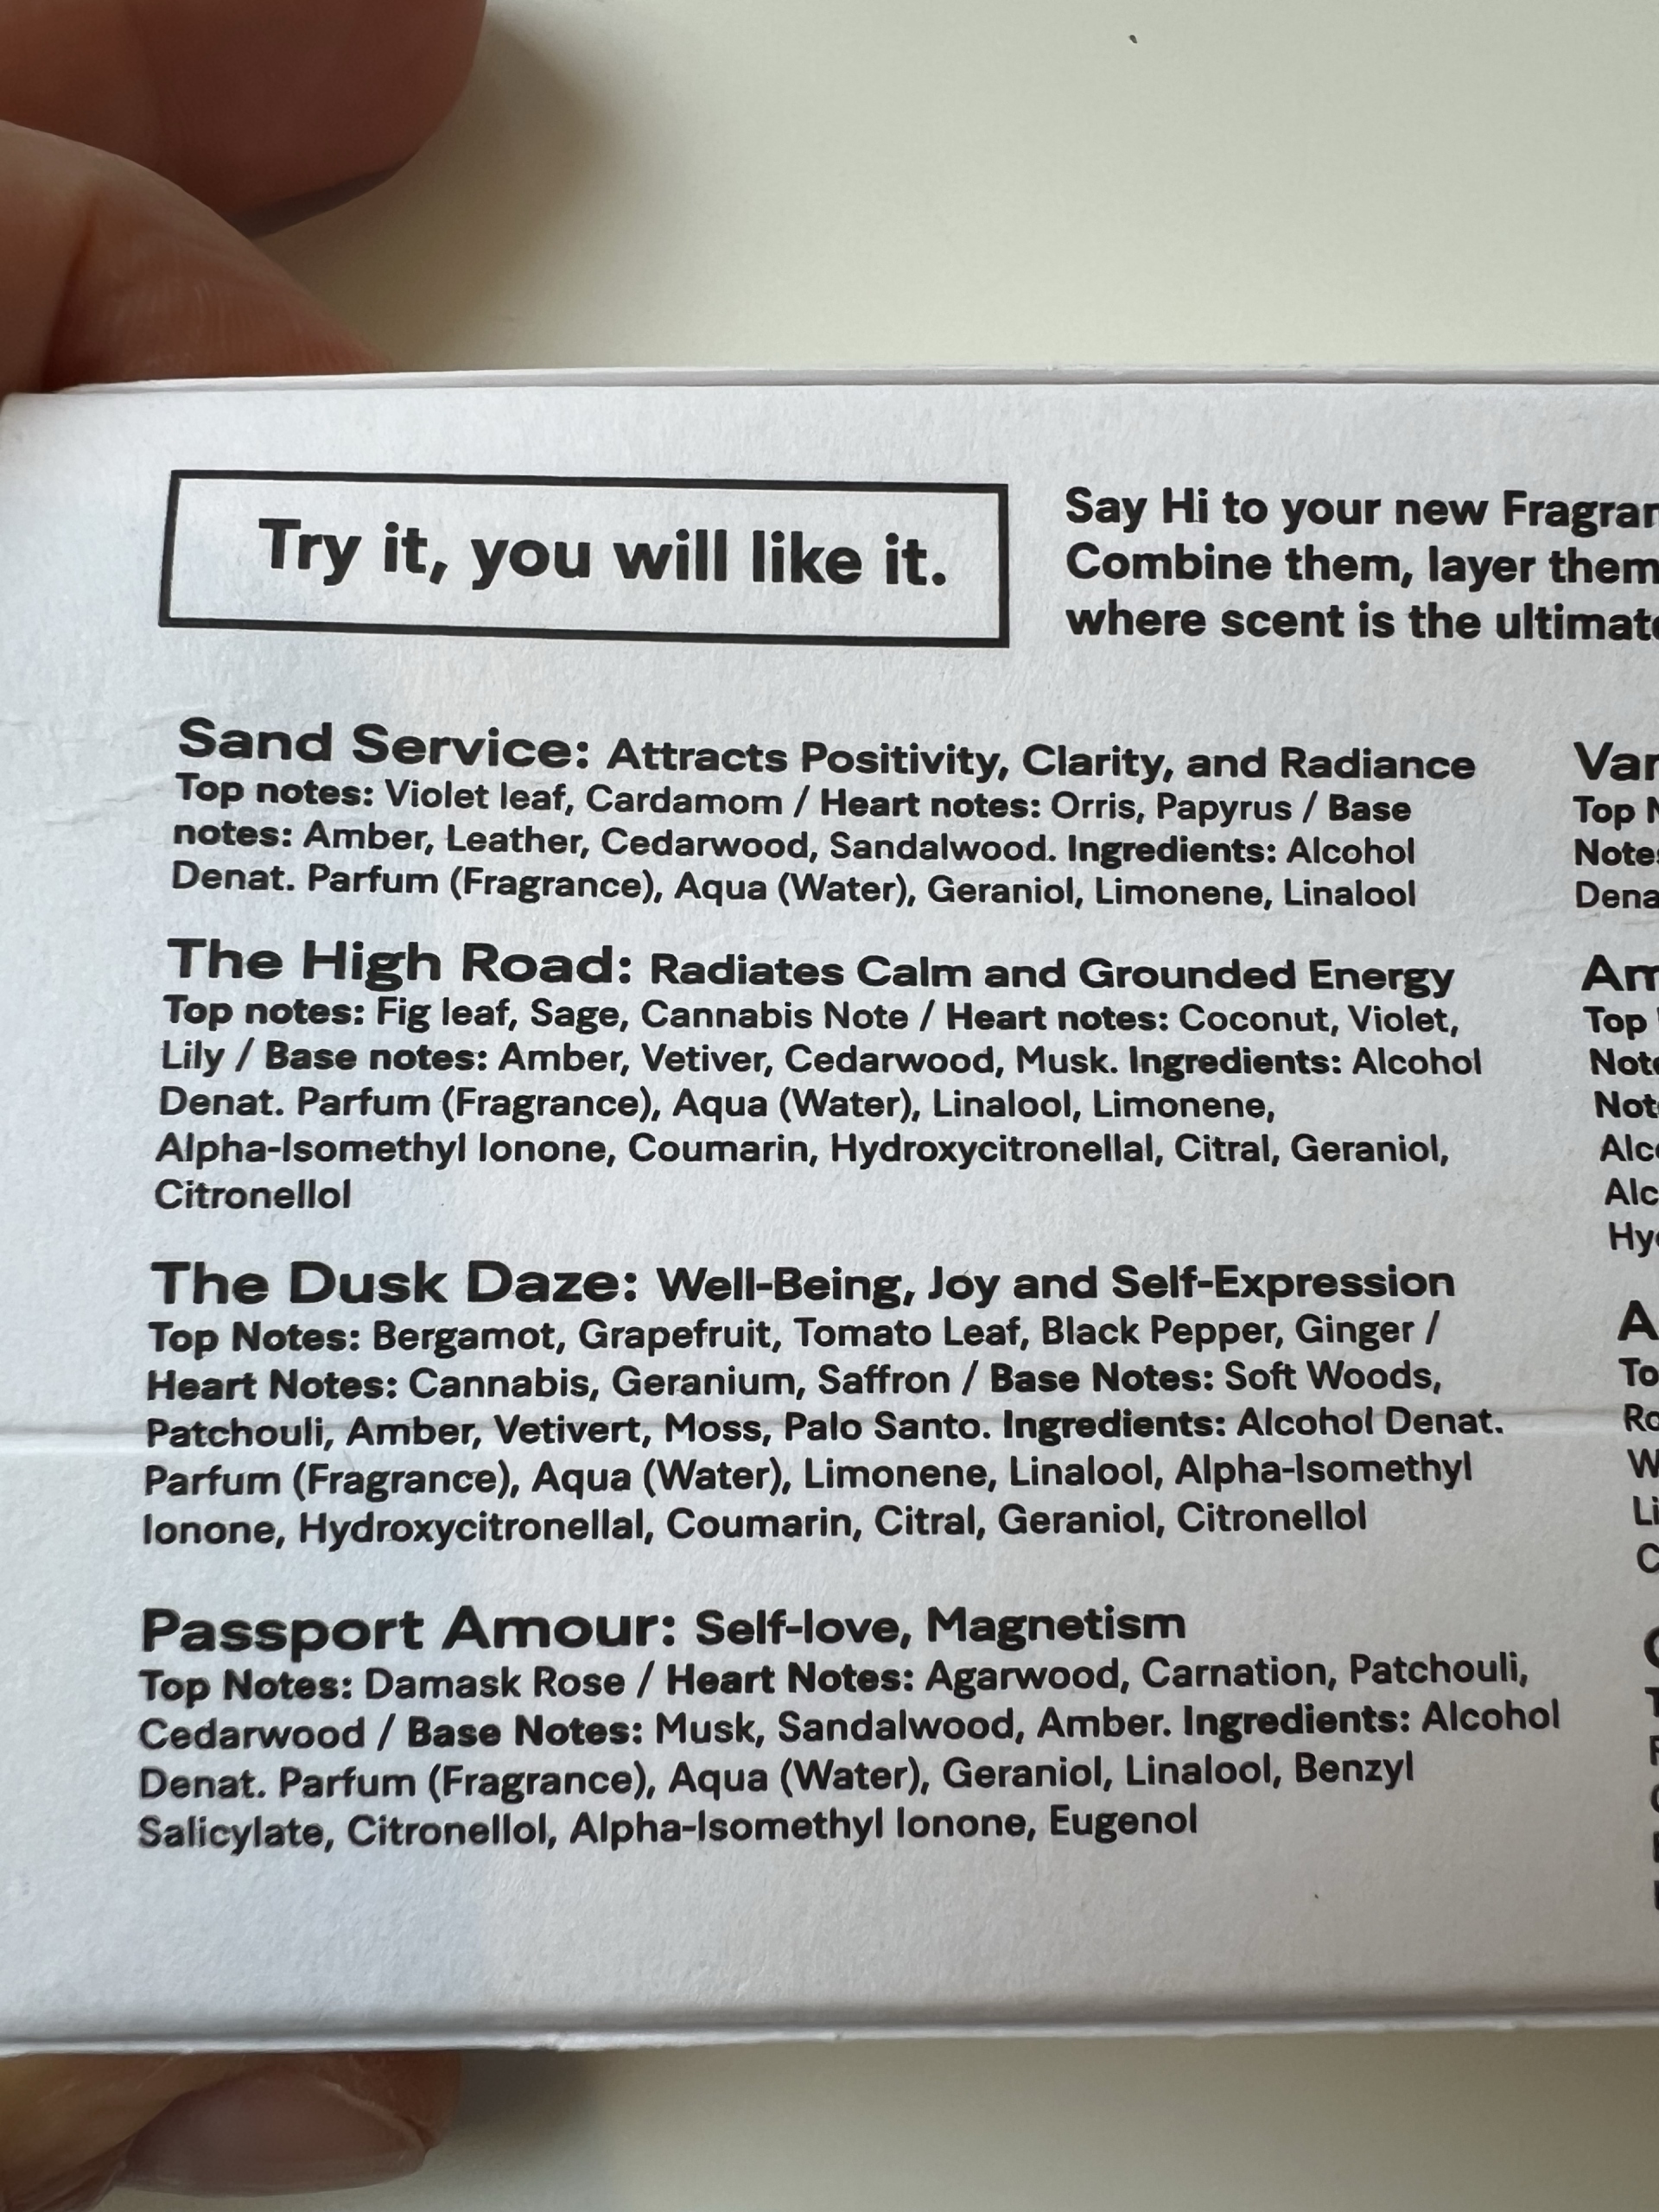 Try it, you will like it.
Say Hi to your new
Combine them, layer them
where scent is the
Sand Service: Attracts Positivity, Clarity, and Radiance
Top notes: Violet leaf, Cardamom / Heart notes: Orris, Papyrus / Base
notes: Amber, Leather, Cedarwood, Sandalwood. Ingredients: Alcohol
Denat. Parfum (Fragrance), Aqua (Water), Geraniol, Limonene, Linalool
The High Road: Radiates Calm and Grounded Energy
Top notes: Fig leaf, Sage, Cannabis Note / Heart notes: Coconut, Violet,
Lily / Base notes: Amber, Vetiver, Cedarwood, Musk. Ingredients: Alcohol
Denat. Parfum (Fragrance), Aqua (Water), Linalool, Limonene,
Alpha-Isomethyl Ionone, Coumarin, Hydroxycitronellal, Citral, Geraniol,
Citronellol
The Dusk Daze: Well-Being, Joy and Self-Expression
Top Notes: Bergamot, Grapefruit, Tomato Leaf, Black Pepper, Ginger /
Heart Notes: Cannabis, Geranium, Saffron / Base Notes: Soft Woods,
Patchouli, Amber, Vetivert, Moss, Palo Santo. Ingredients: Alcohol Denat.
Parfum (Fragrance), Aqua (Water), Limonene, Linalool, Alpha-Isomethyl
Ionone, Hydroxycitronellal, Coumarin, Citral, Geraniol, Citronellol
Passport Amour: Self-love, Magnetism
Top Notes: Damask Rose / Heart Notes: Agarwood, Carnation, Patchouli,
Cedarwood / Base Notes: Musk, Sandalwood, Amber. Ingredients: Alcohol
Denat. Parfum (Fragrance), Aqua (Water), Geraniol, Linalool, Benzyl
Salicylate, Citronellol, Alpha-Isomethyl Ionone, Eugenol
Top